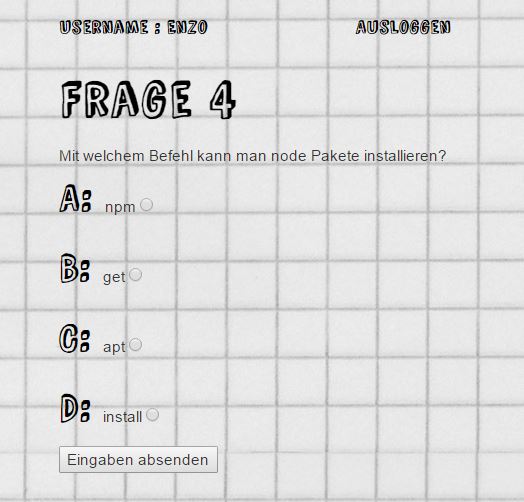 USERNAME : ENZO AUSLOGGEN
FRAGE 4
Mit welchem Befehl kann man node Pakete installieren?
A: npm
B: get
C: apt
D: install
Eingaben absenden